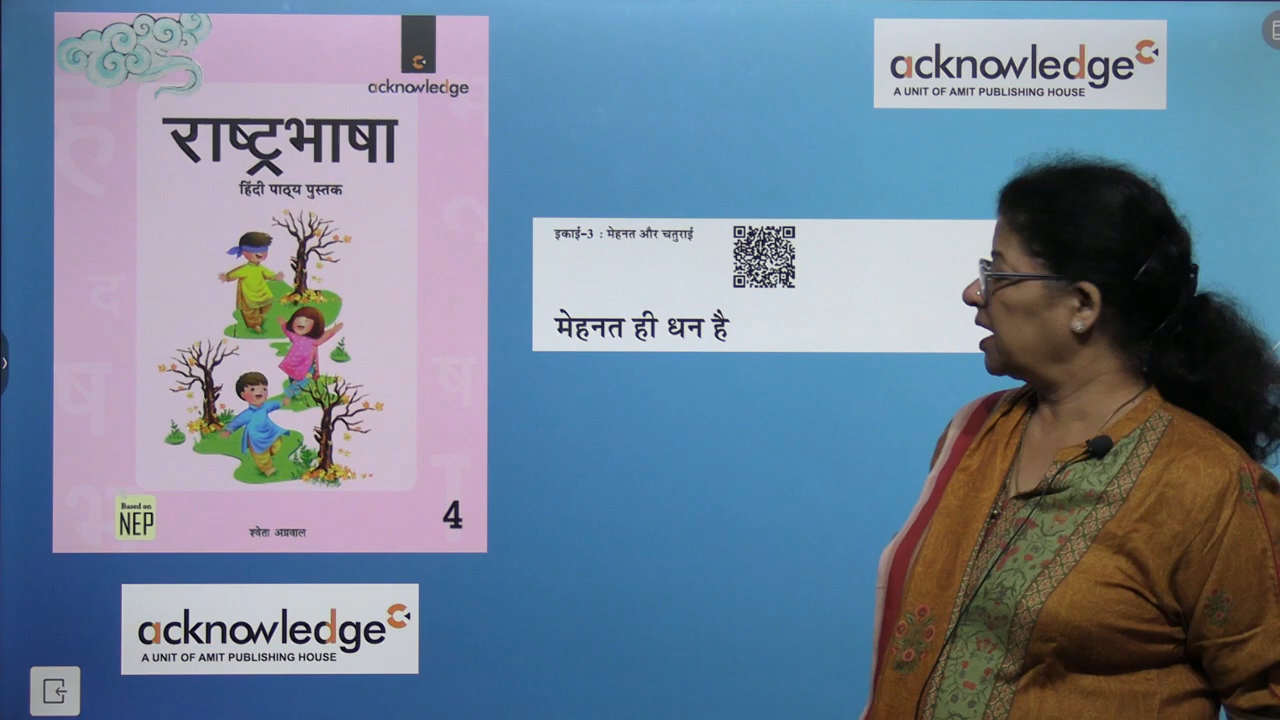 acknowledge
राष्ट्रभाषा
हिंदी पाठ्य पुस्तक
Based on
NEP
श्वेता अग्रवाल
4
acknowledge
A UNIT OF AMIT PUBLISHING HOUSE
acknowledge
A UNIT OF AMIT PUBLISHING HOUSE
इकाई-3 : मेहनत और चतुराई
मेहनत ही धन है